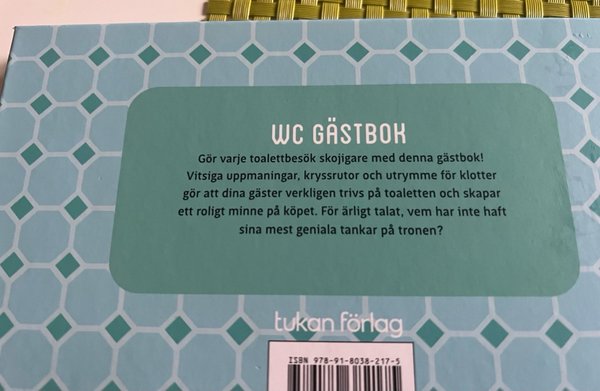 WC GÄSTBOK
Gör varje toalettbesök skojigare med denna gästbok!
Vitsiga uppmaningar, kryssrutor och utrymme för klotter
gör att dina gäster verkligen trivs på toaletten och skapar
ett roligt minne på köpet. För ärligt talat, vem har inte haft
sina mest geniala tankar på tronen?
tukan förlag
ISBN 978-91-8038-217-5